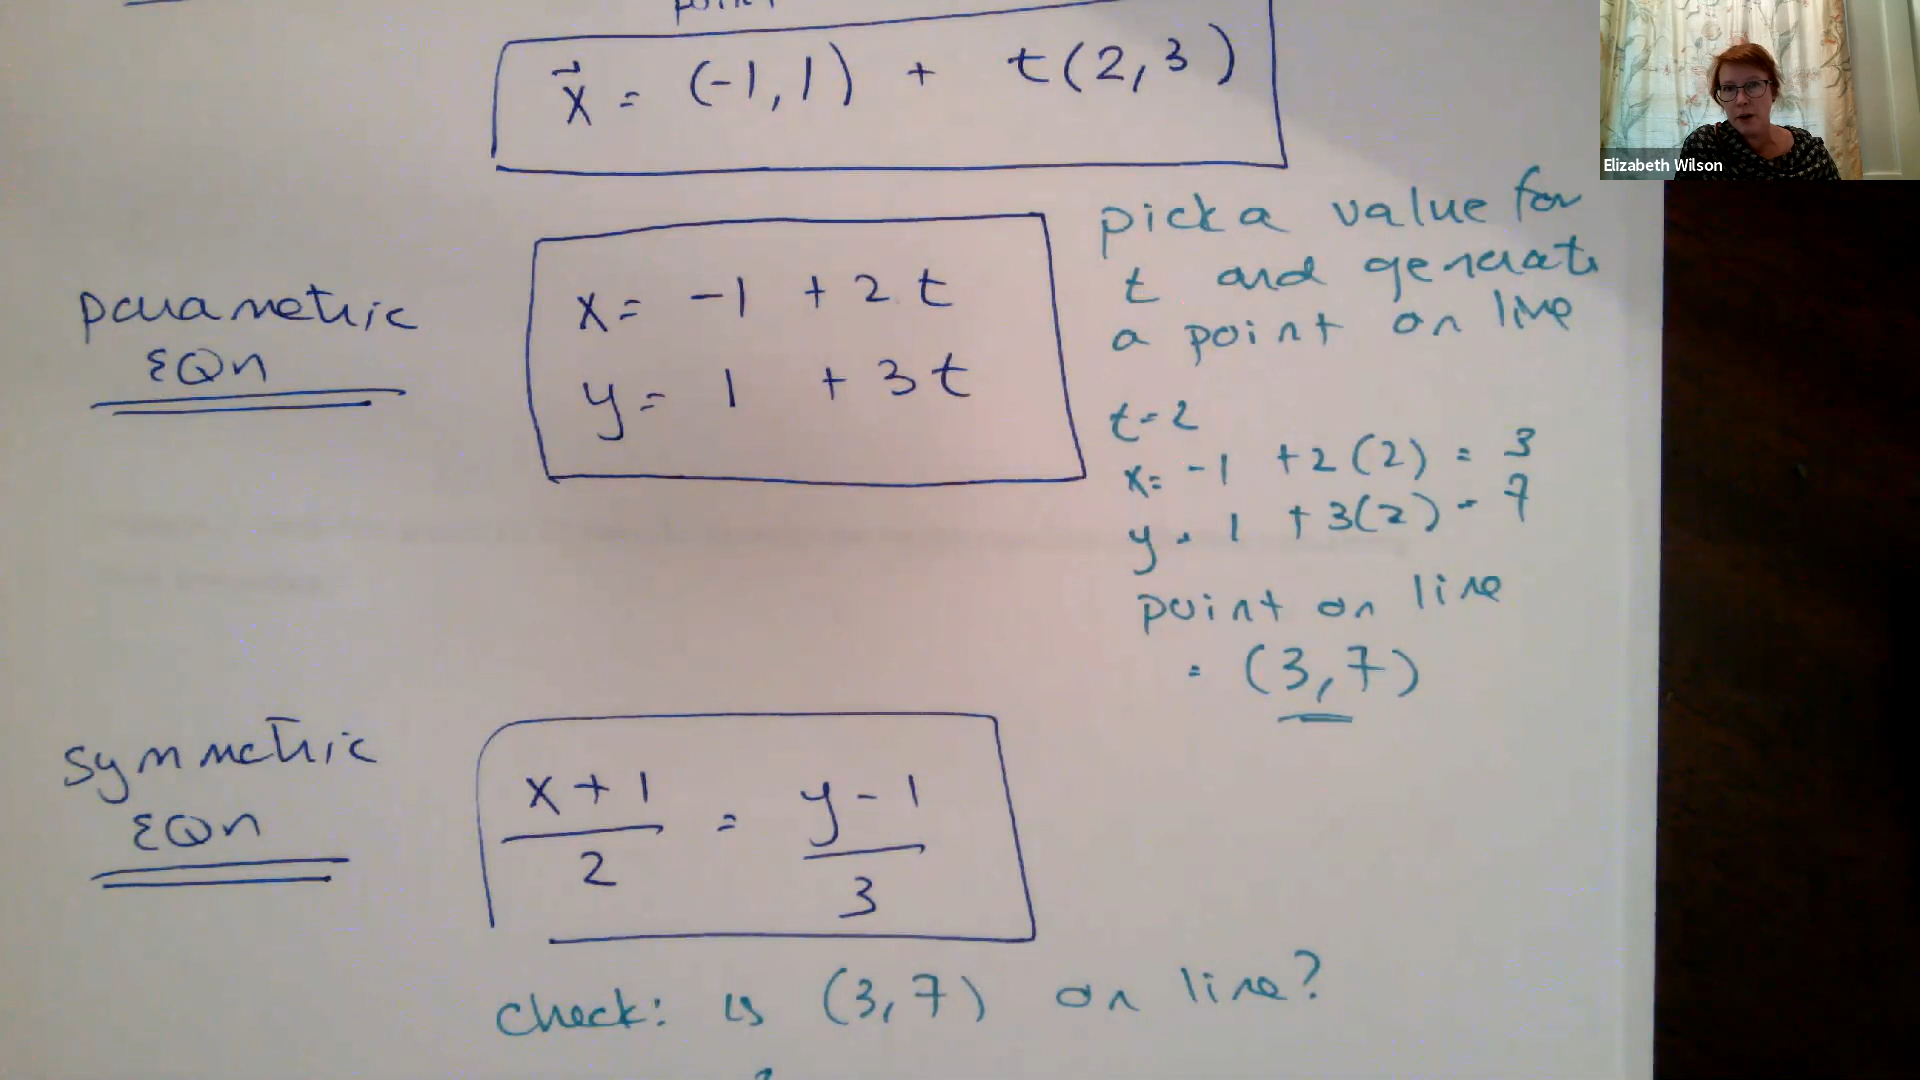 point
x⃗ = (-1, 1) + t(2, 3)
Elizabeth Wilson
parametric
EQn
x = -1 + 2t
y = 1 + 3t
pick a value for
t and generate
a point on line
t = 2
x = -1 + 2(2) = 3
y = 1 + 3(2) = 7
point on line
= (3, 7)
symmetric
EQn
x + 1 / 2 = y - 1 / 3
check: is (3, 7) on line?